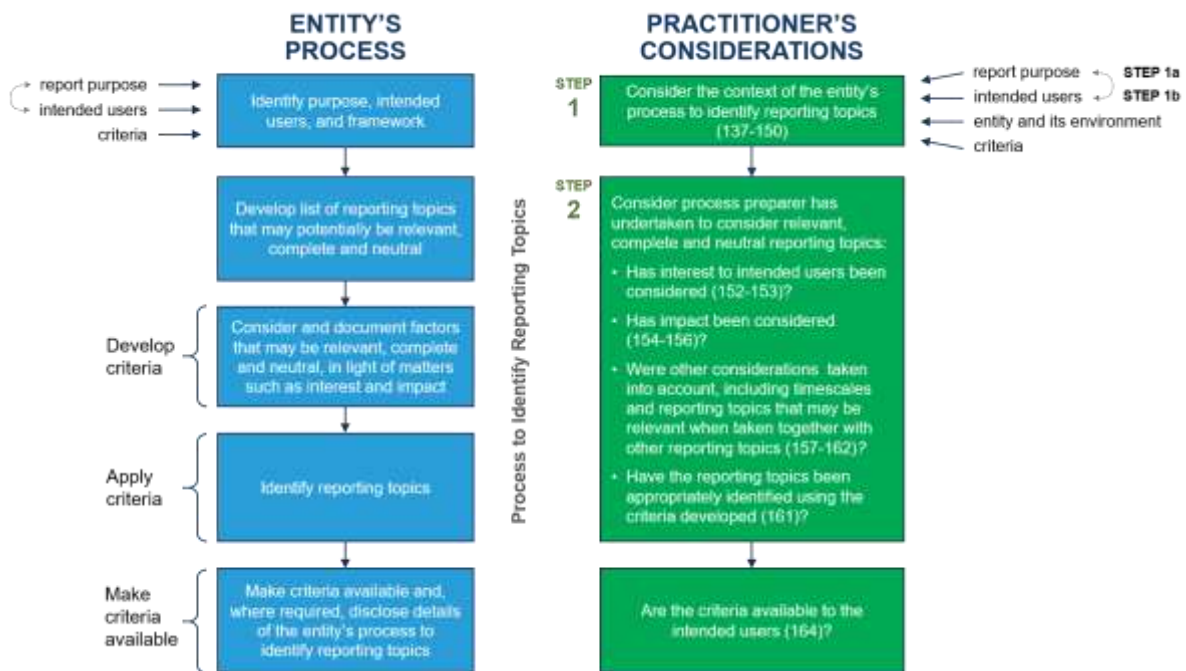 ENTITY'S
PROCESS
report purpose
intended users
criteria
Identify purpose, intended
users, and framework
Develop list of reporting topics
that may potentially be relevant,
complete and neutral
Develop
criteria
Consider and document factors
that may be relevant, complete
and neutral, in light of matters
such as interest and impact
Apply
criteria
Identify reporting topics
Make
criteria
available
Make criteria available and,
where required, disclose details
of the entity's process to
identify reporting topics
Process to Identify Reporting Topics
PRACTITIONER'S
CONSIDERATIONS
STEP
1
Consider the context of the entity's
process to identify reporting topics
(137-150)
report purpose
STEP 1a
intended users
STEP 1b
entity and its environment
criteria
STEP
2
Consider process preparer has
undertaken to consider relevant,
complete and neutral reporting topics:
• Has interest to intended users been
considered (152-153)?
• Has impact been considered
(154-156)?
• Were other considerations taken
into account, including timescales
and reporting topics that may be
relevant when taken together with
other reporting topics (157-162)?
• Have the reporting topics been
appropriately identified using the
criteria developed (161)?
Are the criteria available to the
intended users (164)?